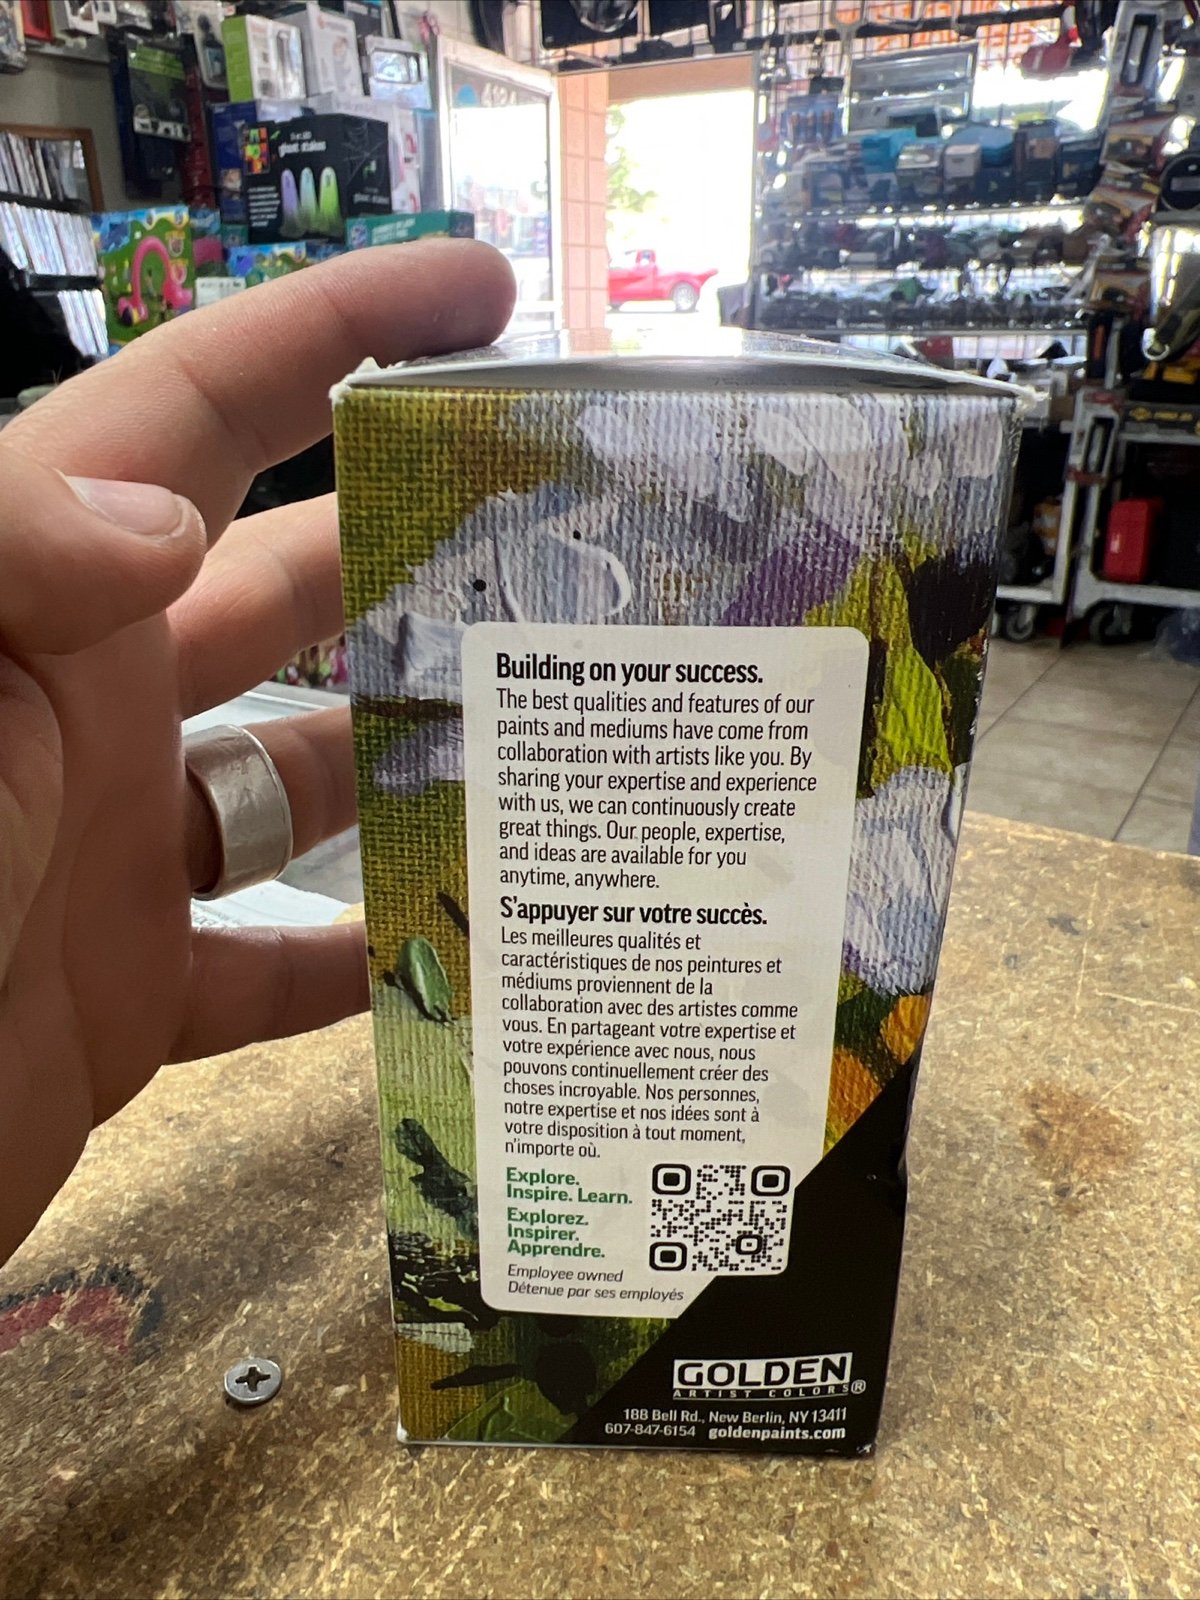 ghost stakes
Building on your success.
The best qualities and features of our
paints and mediums have come from
collaboration with artists like you. By
sharing your expertise and experience
with us, we can continuously create
great things. Our people, expertise,
and ideas are available for you
anytime, anywhere.
S'appuyer sur votre succès.
Les meilleures qualités et
caractéristiques de nos peintures et
médiums proviennent de la
collaboration avec des artistes comme
vous. En partageant votre expertise et
votre expérience avec nous, nous
pouvons continuellement créer des
choses incroyable. Nos personnes,
notre expertise et nos idées sont à
votre disposition à tout moment,
n'importe où.
Explore.
Inspire. Learn.
Explorez.
Inspirer.
Apprendre.
Employee owned
Détenue par ses employés
GOLDEN
ARTIST COLORS®
188 Bell Rd., New Berlin, NY 13411
607-847-6154 goldenpaints.com